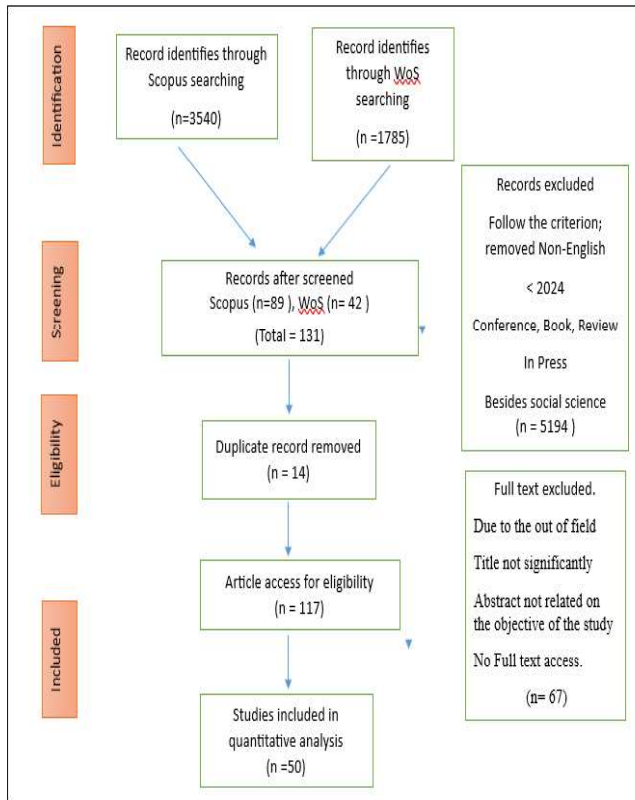 Identification
Record identifies through
Scopus searching
(n=3540)
Record identifies
through WoS
searching
(n =1785)
Records excluded
Follow the criterion;
removed Non-English
< 2024
Conference, Book, Review
In Press
Besides social science
(n = 5194 )
Screening
Records after screened
Scopus (n=89 ), WoS (n= 42 )
(Total = 131)
Eligibility
Duplicate record removed
(n = 14)
Full text excluded.
Due to the out of field
Title not significantly
Abstract not related on
the objective of the study
No Full text access.
(n= 67)
Article access for eligibility
(n = 117)
Included
Studies included in
quantitative analysis
(n =50)